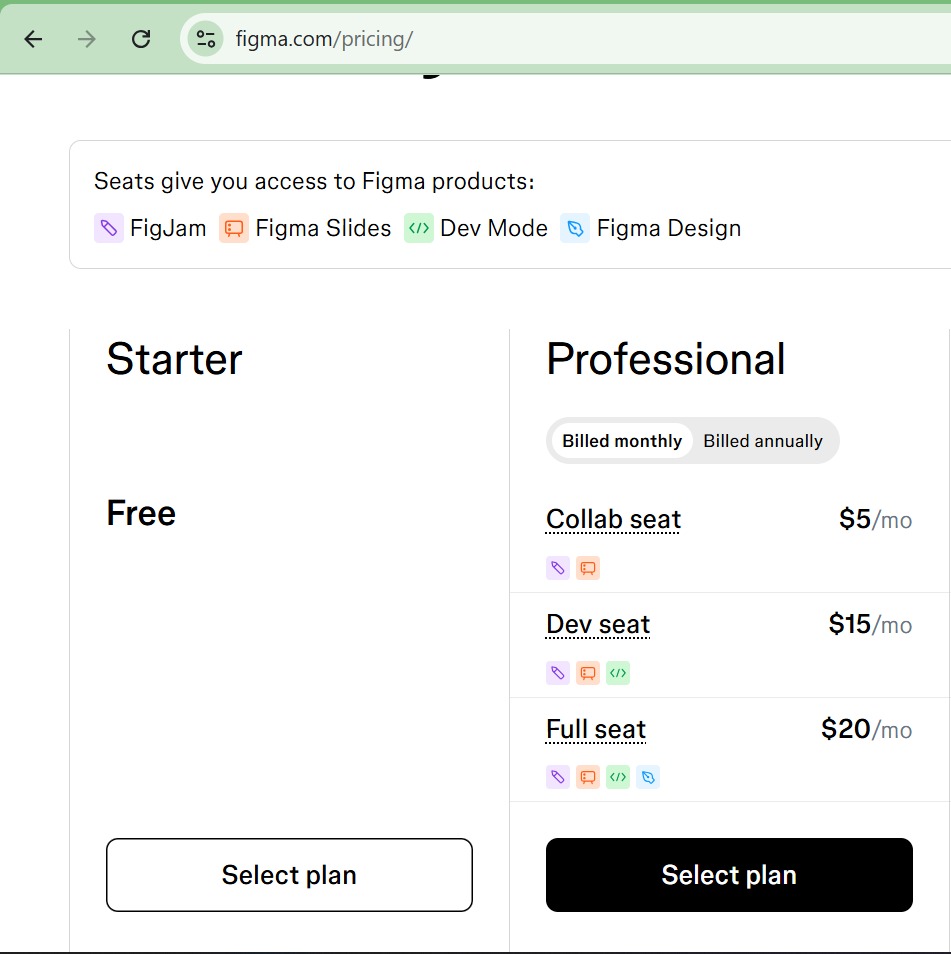 figma.com/pricing/
Seats give you access to Figma products:
FigJam Figma Slides Dev Mode Figma Design
Starter
Free
Select plan
Professional
Billed monthly Billed annually
Collab seat $5/mo
Dev seat $15/mo
Full seat $20/mo
Select plan